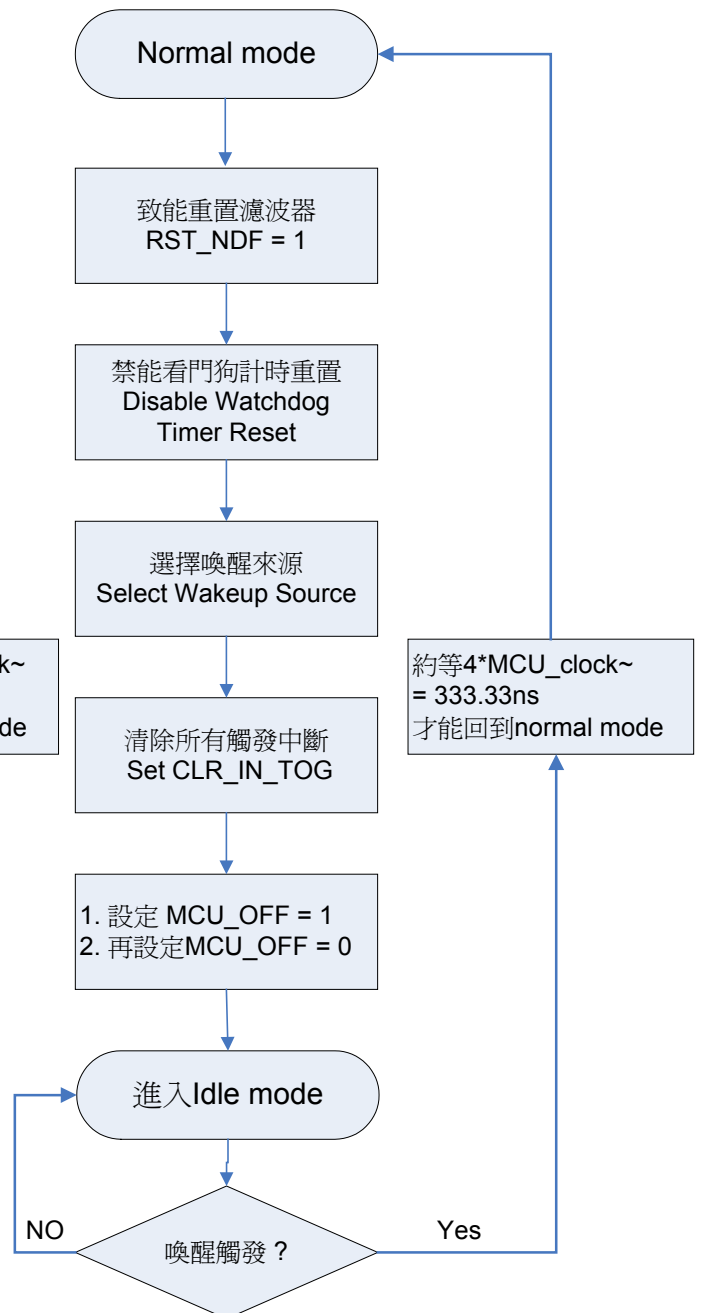 Normal mode
致能重置濾波器
RST_NDF = 1
禁能看門狗計時重置
Disable Watchdog
Timer Reset
選擇喚醒來源
Select Wakeup Source
k~
de
約等4*MCU_clock~
= 333.33ns
才能回到normal mode
清除所有觸發中斷
Set CLR_IN_TOG
1. 設定 MCU_OFF = 1
2. 再設定MCU_OFF = 0
進入Idle mode
NO
喚醒觸發 ?
Yes